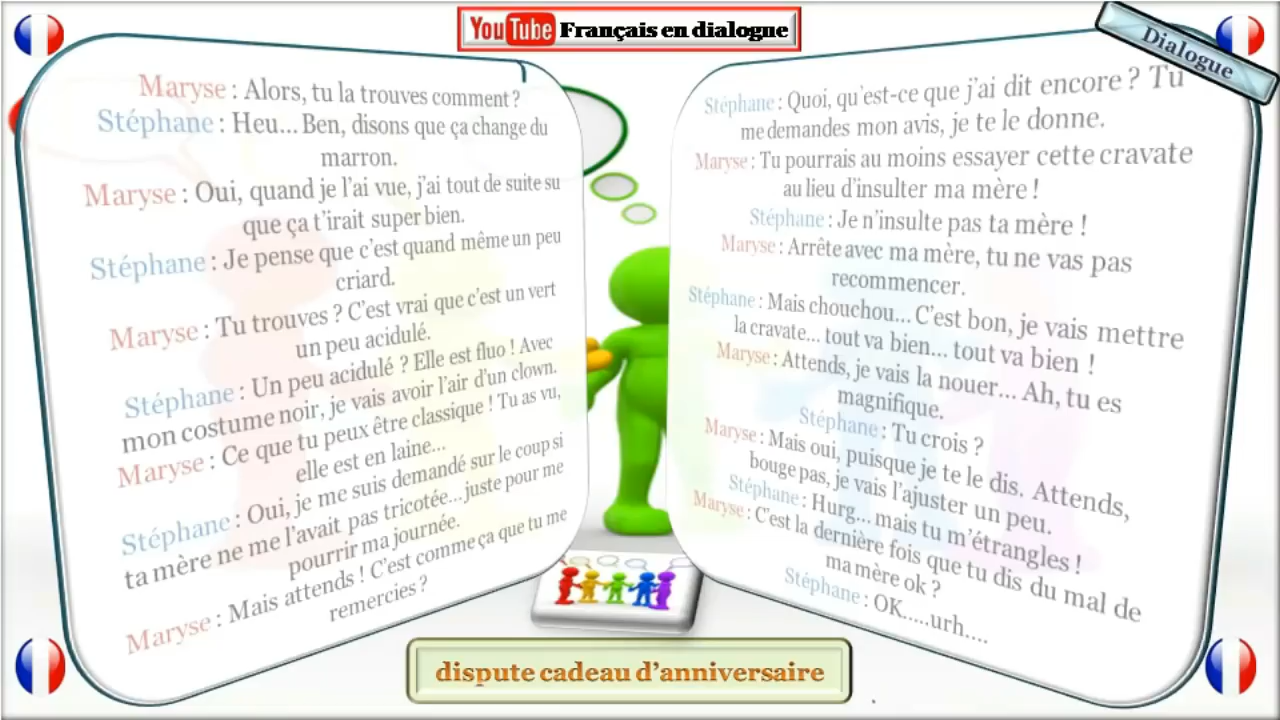 YouTube Français en dialogue
Dialogue
Maryse : Alors, tu la trouves comment ?
Stéphane : Heu... Ben, disons que ça change du
marron.
Maryse : Oui, quand je l'ai vue, j'ai tout de suite su
que ça t'irait super bien.
Stéphane : Je pense que c'est quand même un peu
criard.
Maryse : Tu trouves ? C'est vrai que c'est un vert
un peu acidulé.
Stéphane : Un peu acidulé ? Elle est fluo ! Avec
mon costume noir, je vais avoir l'air d'un clown.
Maryse : Ce que tu peux être classique ! Tu as vu,
elle est en laine...
Stéphane : Oui, je me suis demandé sur le coup si
ta mère ne me l'avait pas tricotée... juste pour me
pourrir ma journée.
Maryse : Mais attends ! C'est comme ça que tu me
remercies ?
Stéphane : Quoi, qu'est-ce que j'ai dit encore ? Tu
me demandes mon avis, je te le donne.
Maryse : Tu pourrais au moins essayer cette cravate
au lieu d'insulter ma mère !
Stéphane : Je n'insulte pas ta mère !
Maryse : Arrête avec ma mère, tu ne vas pas
recommencer.
Stéphane : Mais chouchou... C'est bon, je vais mettre
la cravate... tout va bien... tout va bien !
Maryse : Attends, je vais la nouer... Ah, tu es
magnifique.
Stéphane : Tu crois ?
Maryse : Mais oui, puisque je te le dis. Attends,
bouge pas, je vais l'ajuster un peu.
Stéphane : Hurg... mais tu m'étrangles !
Maryse : C'est la dernière fois que tu dis du mal de
ma mère ok ?
Stéphane : OK.....urh....
dispute cadeau d'anniversaire